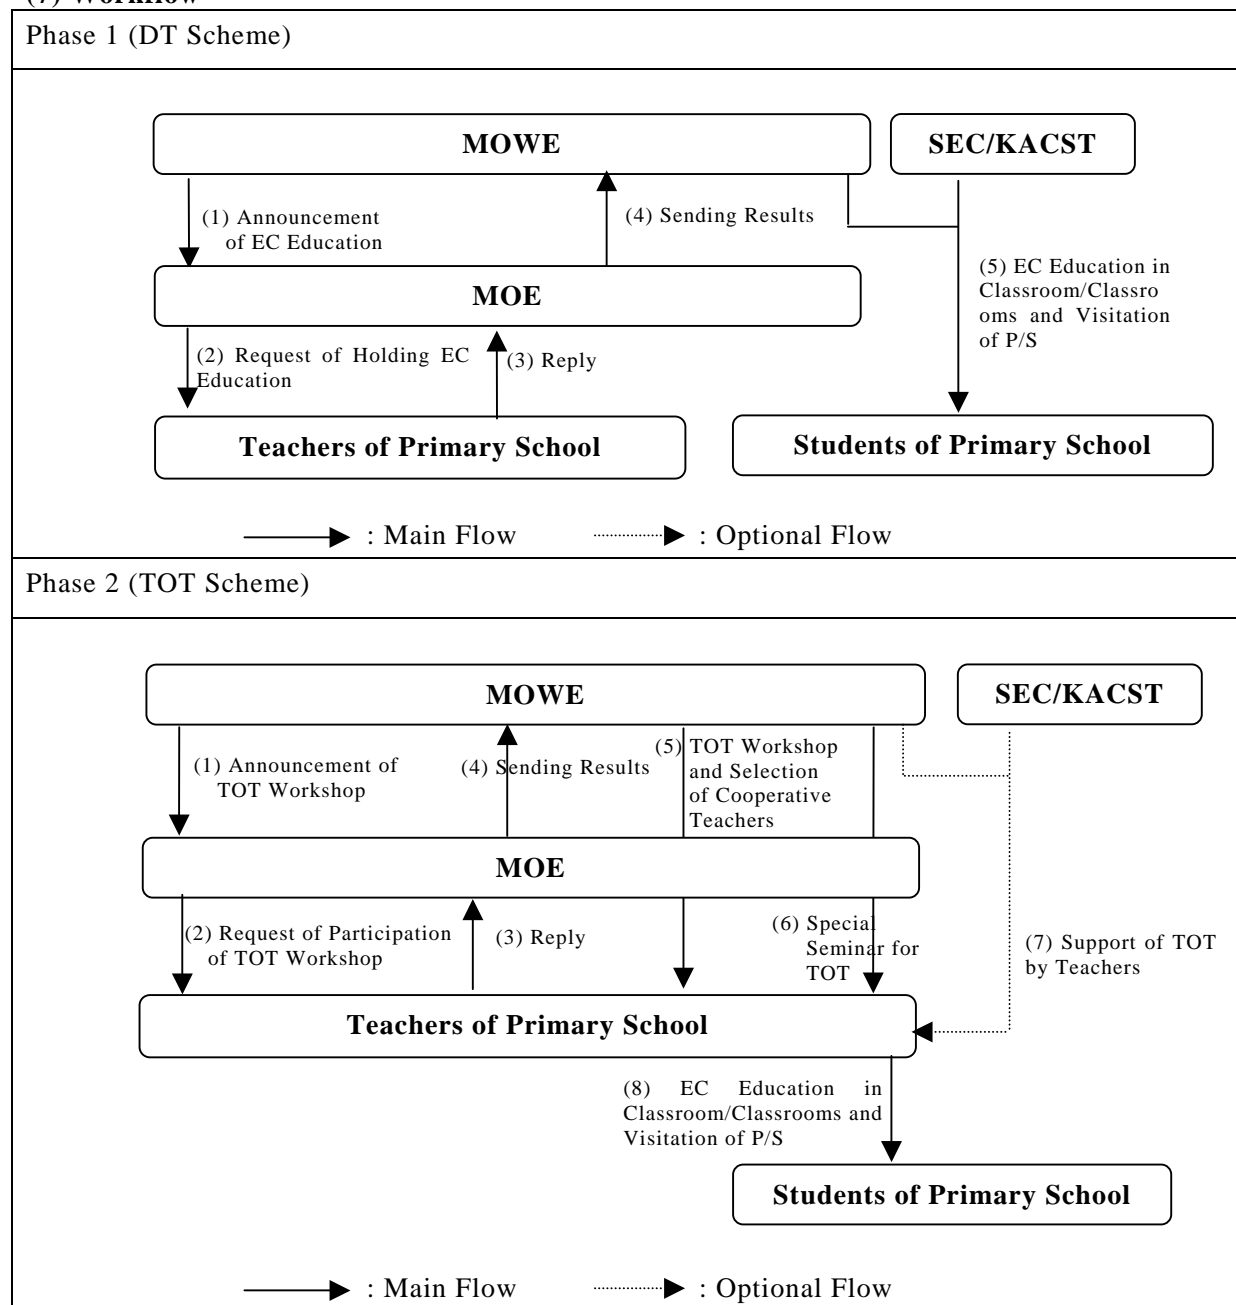 (7) Workflow
Phase 1 (DT Scheme)
MOWE
SEC/KACST
(1) Announcement
of EC Education
(4) Sending Results
MOE
(5) EC Education in
Classroom/Classro
oms and Visitation
of P/S
(2) Request of Holding EC
Education
(3) Reply
Teachers of Primary School
Students of Primary School
: Main Flow
: Optional Flow
Phase 2 (TOT Scheme)
MOWE
SEC/KACST
(1) Announcement of
TOT Workshop
(4) Sending Results
(5) TOT Workshop
and Selection
of Cooperative
Teachers
MOE
(2) Request of Participation
of TOT Workshop
(3) Reply
(6) Special
Seminar for
TOT
(7) Support of TOT
by Teachers
Teachers of Primary School
(8) EC Education in
Classroom/Classrooms and
Visitation of P/S
Students of Primary School
: Main Flow
: Optional Flow